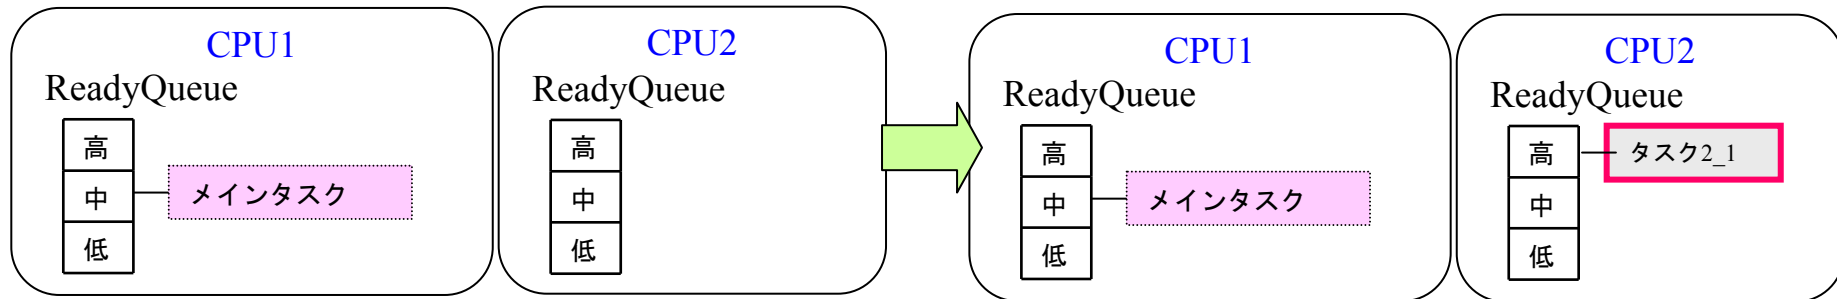 CPU1
ReadyQueue
高
中
低
メインタスク
CPU2
ReadyQueue
高
中
低
CPU1
ReadyQueue
高
中
低
メインタスク
CPU2
ReadyQueue
高
中
低
タスク2_1